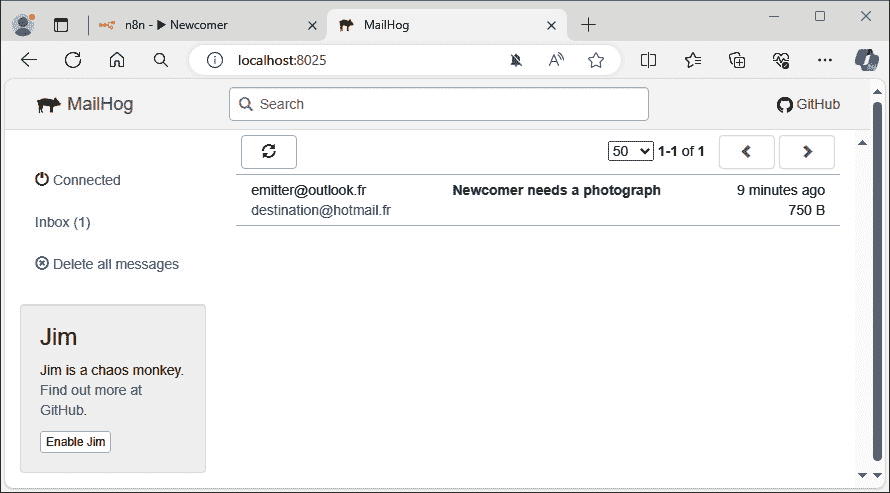 n8n - ▶ Newcomer
MailHog
localhost:8025
MailHog
Search
GitHub
50 1-1 of 1
Connected
Inbox (1)
Delete all messages
emitter@outlook.fr Newcomer needs a photograph 9 minutes ago
destination@hotmail.fr 750 B
Jim
Jim is a chaos monkey.
Find out more at
GitHub.
Enable Jim